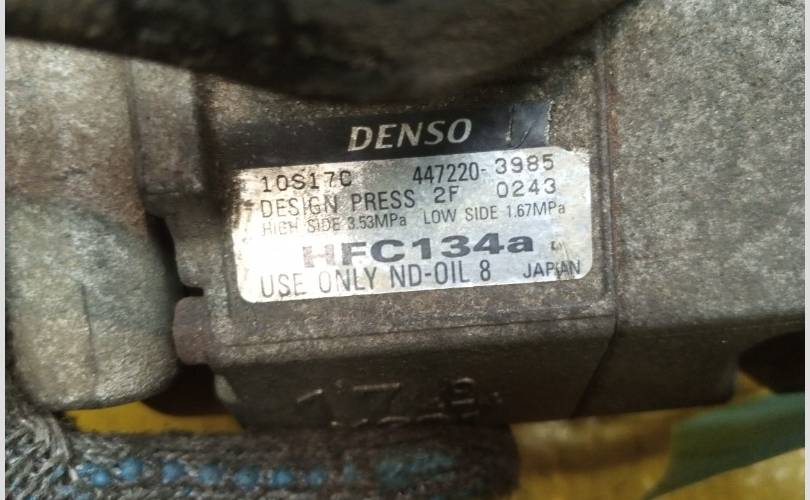 DENSO
10S17C 447220-3985
DESIGN PRESS 2F 0243
HIGH SIDE 3.53MPa LOW SIDE 1.67MPa
HFC134a
USE ONLY ND-OIL 8 JAPAN